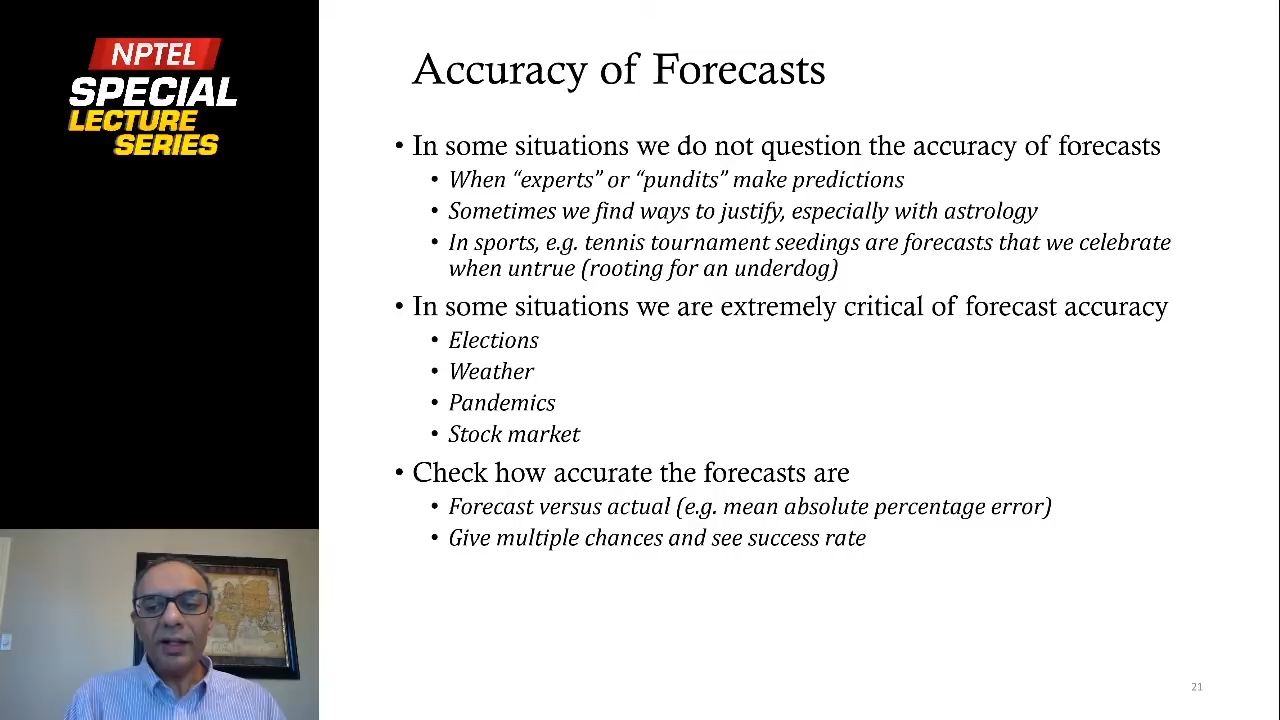 NPTEL
SPECIAL
LECTURE
SERIES
Accuracy of Forecasts
• In some situations we do not question the accuracy of forecasts
• When “experts” or “pundits” make predictions
• Sometimes we find ways to justify, especially with astrology
• In sports, e.g. tennis tournament seedings are forecasts that we celebrate
when untrue (rooting for an underdog)
• In some situations we are extremely critical of forecast accuracy
• Elections
• Weather
• Pandemics
• Stock market
• Check how accurate the forecasts are
• Forecast versus actual (e.g. mean absolute percentage error)
• Give multiple chances and see success rate
21